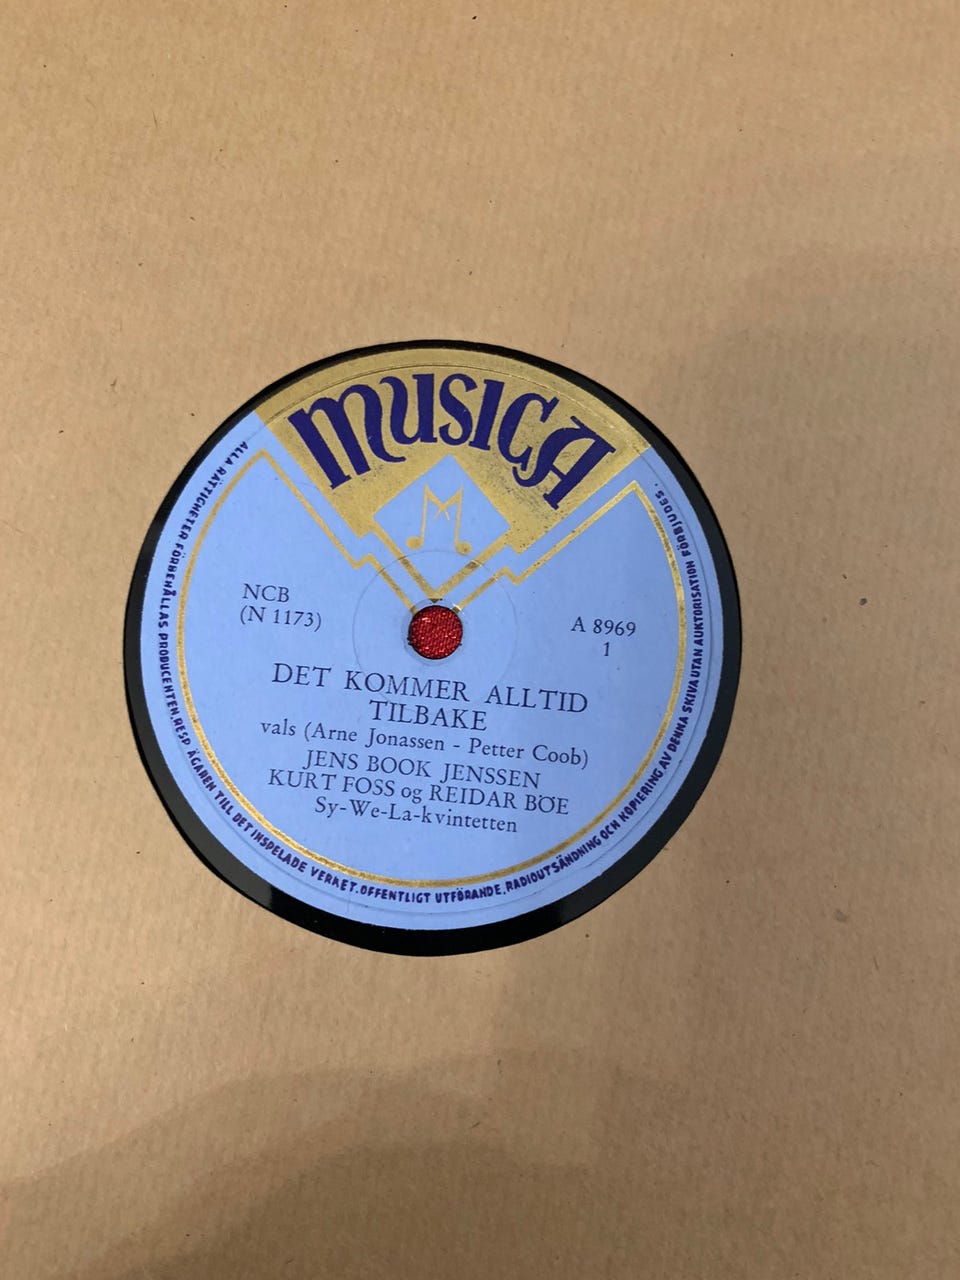 MUSICA
M
NCB
(N 1173)
A 8969
1
DET KOMMER ALLTID
TILBAKE
vals (Arne Jonassen - Petter Coob)
JENS BOOK JENSSEN
KURT FOSS og REIDAR BÖE
Sy-We-La-kvintetten
ALLA RÄTTIGHETER FÖRBEHÅLLAS PRODUCENTEN, RESP ÄGAREN TILL DET INSPELADE VERKET. OFFENTLIGT UTFÖRANDE, RADIOUTSÄNDNING OCH KOPIERING AV DENNA SKIVA UTAN AUKTORISATION FÖRBJUDES.